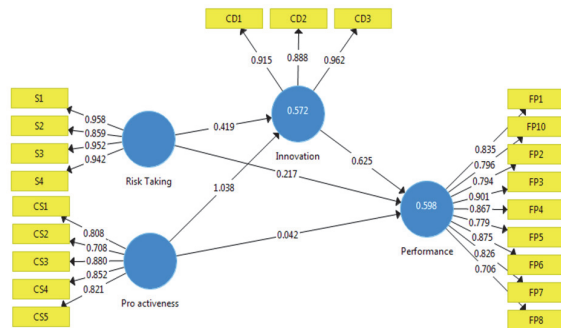 CD1
CD2
CD3
0.915
0.888
0.962
S1
S2
S3
S4
0.958
0.859
0.952
0.942
Risk Taking
0.572
Innovation
0.419
0.217
0.625
1.038
0.042
CS1
CS2
CS3
CS4
CS5
0.808
0.708
0.880
0.852
0.821
Pro activeness
0.598
Performance
0.835
0.796
0.794
0.901
0.867
0.779
0.875
0.826
0.706
FP1
FP10
FP2
FP3
FP4
FP5
FP6
FP7
FP8